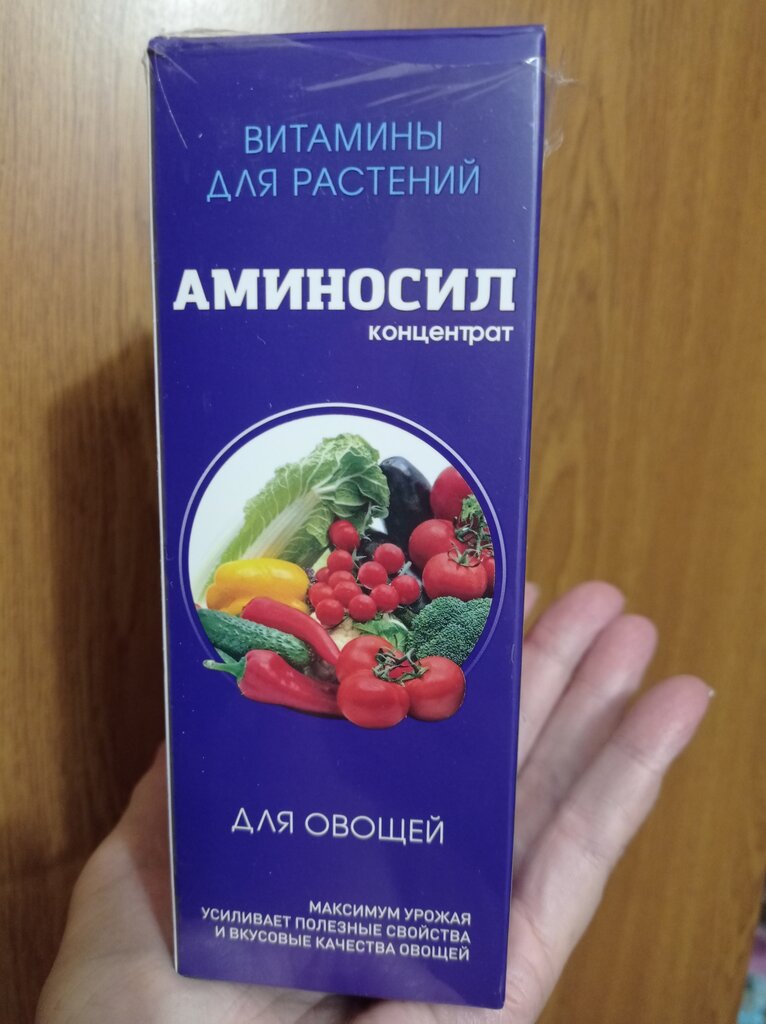 ВИТАМИНЫ
ДЛЯ РАСТЕНИЙ
АМИНОСИЛ
концентрат
ДЛЯ ОВОЩЕЙ
МАКСИМУМ УРОЖАЯ
УСИЛИВАЕТ ПОЛЕЗНЫЕ СВОЙСТВА
И ВКУСОВЫЕ КАЧЕСТВА ОВОЩЕЙ